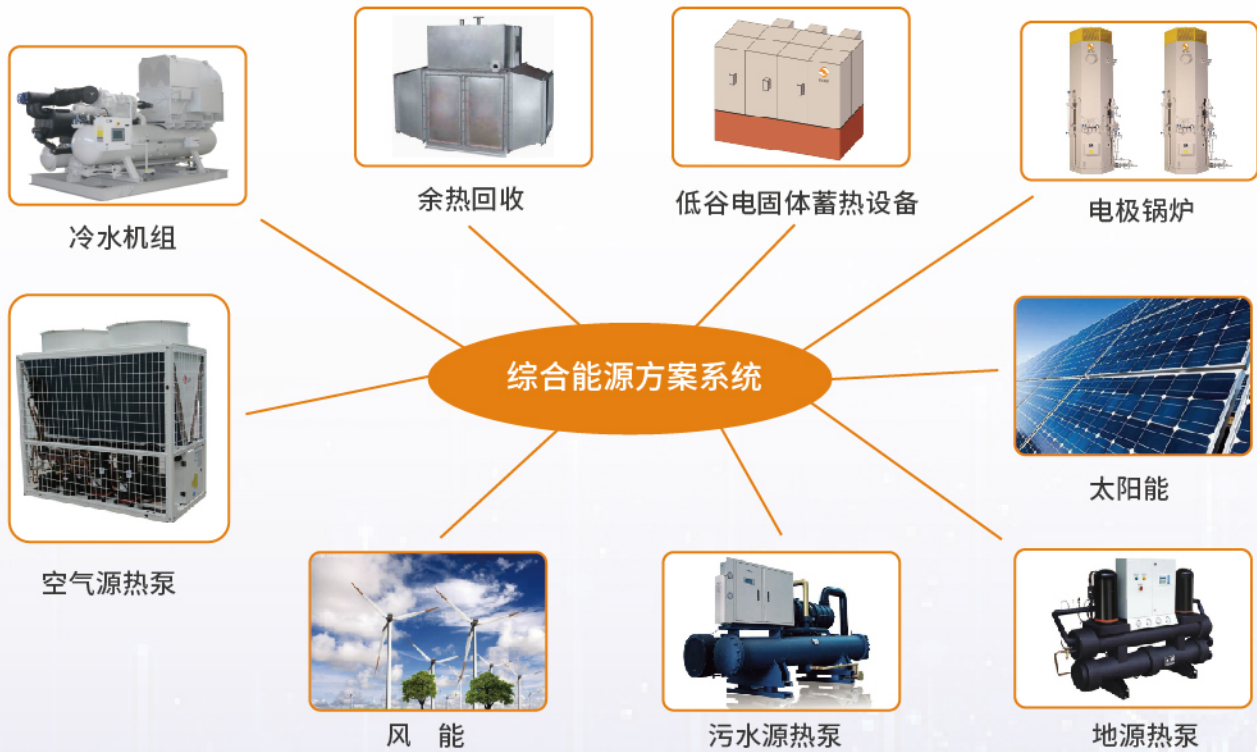 余热回收
低谷电固体蓄热设备
电极锅炉
冷水机组
综合能源方案系统
太阳能
空气源热泵
风 能
污水源热泵
地源热泵